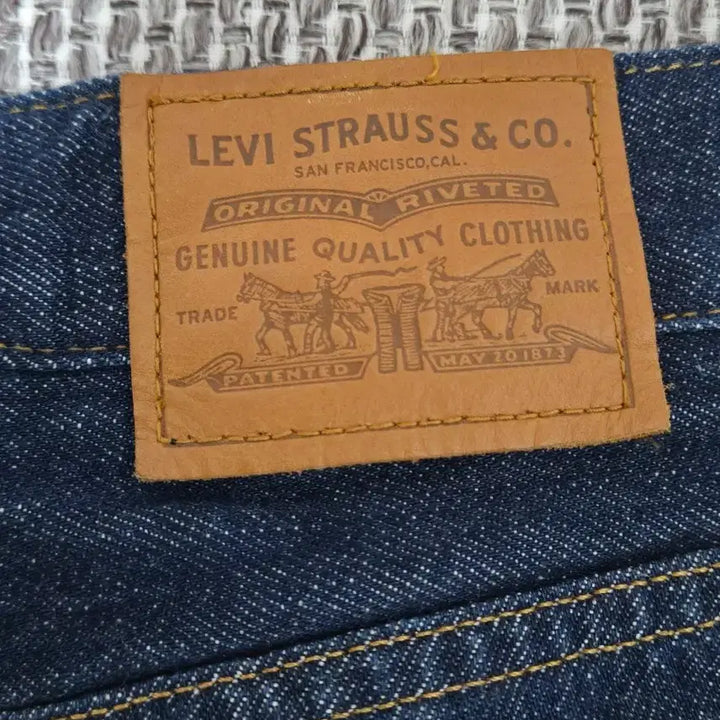 LEVI STRAUSS & CO.
SAN FRANCISCO, CAL.
ORIGINAL RIVETED
GENUINE QUALITY CLOTHING
TRADE MARK
PATENTED MAY 20 1873